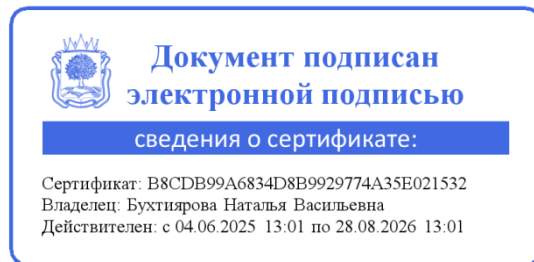 Документ подписан
электронной подписью
сведения о сертификате:
Сертификат: B8CDB99A6834D8B9929774A35E021532
Владелец: Бухтиярова Наталья Васильевна
Действителен: с 04.06.2025 13:01 по 28.08.2026 13:01